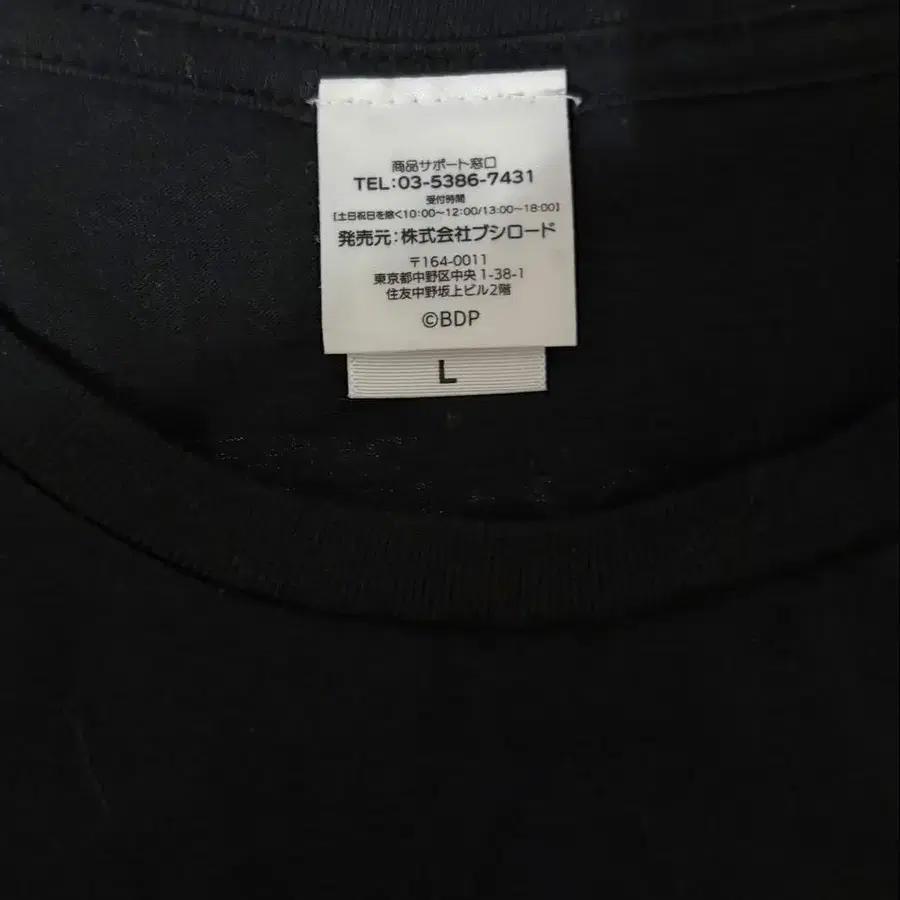 商品サポート窓口
TEL:03-5386-7431
受付時間
[土日祝日を除く10:00~12:00/13:00~18:00]
発売元:株式会社ブシロード
〒164-0011
東京都中野区中央1-38-1
住友中野坂上ビル2階
©BDP
L